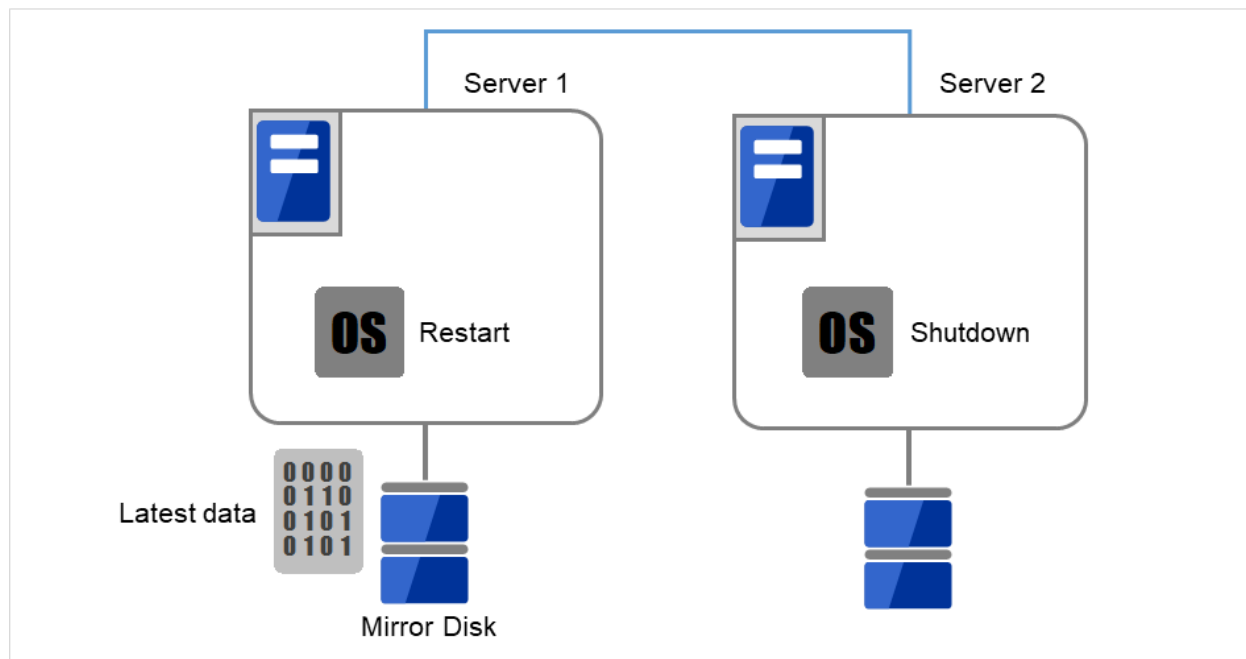 Server 1
Server 2
OS Restart
OS Shutdown
Latest data
0000
0110
0101
0101
Mirror Disk